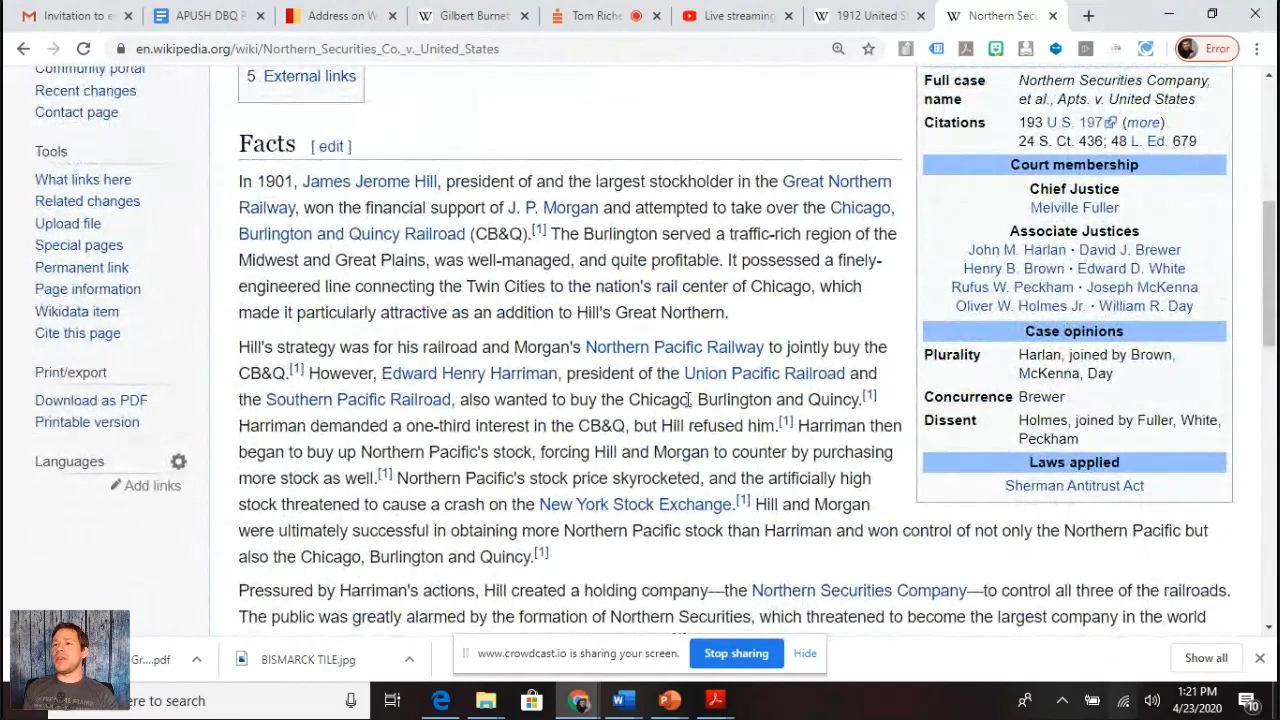 Invitation to e
APUSH DBQ P
Address on W
Gilbert Burne
Tom Riche
Live streaming
1913 United S
Northern Secu
en.wikipedia.org/wiki/Northern_Securities_Co._v._United_States
Error
Community portal
Recent changes
Contact page
Tools
What links here
Related changes
Upload file
Special pages
Permanent link
Page information
Wikidata item
Cite this page
Print/export
Download as PDF
Printable version
Languages
Add links
5 External links
Facts [ edit ]
In 1901, James Jerome Hill, president of and the largest stockholder in the Great Northern
Railway, won the financial support of J. P. Morgan and attempted to take over the Chicago,
Burlington and Quincy Railroad (CB&Q).[1] The Burlington served a traffic-rich region of the
Midwest and Great Plains, was well-managed, and quite profitable. It possessed a finely-
engineered line connecting the Twin Cities to the nation's rail center of Chicago, which
made it particularly attractive as an addition to Hill's Great Northern.
Hill's strategy was for his railroad and Morgan's Northern Pacific Railway to jointly buy the
CB&Q.[1] However, Edward Henry Harriman, president of the Union Pacific Railroad and
the Southern Pacific Railroad, also wanted to buy the Chicago, Burlington and Quincy.[1]
Harriman demanded a one-third interest in the CB&Q, but Hill refused him.[1] Harriman then
began to buy up Northern Pacific's stock, forcing Hill and Morgan to counter by purchasing
more stock as well.[1] Northern Pacific's stock price skyrocketed, and the artificially high
stock threatened to cause a crash on the New York Stock Exchange.[1] Hill and Morgan
were ultimately successful in obtaining more Northern Pacific stock than Harriman and won control of not only the Northern Pacific but
also the Chicago, Burlington and Quincy.[1]
Pressured by Harriman's actions, Hill created a holding company—the Northern Securities Company—to control all three of the railroads.
The public was greatly alarmed by the formation of Northern Securities, which threatened to become the largest company in the world
Full case name Northern Securities Company, et al., Apts. v. United States
Citations 193 U.S. 197 (more)
24 S. Ct. 436; 48 L. Ed. 679
Court membership
Chief Justice
Melville Fuller
Associate Justices
John M. Harlan · David J. Brewer
Henry B. Brown · Edward D. White
Rufus W. Peckham · Joseph McKenna
Oliver W. Holmes Jr. · William R. Day
Case opinions
Plurality Harlan, joined by Brown, McKenna, Day
Concurrence Brewer
Dissent Holmes, joined by Fuller, White, Peckham
Laws applied
Sherman Antitrust Act
Gr....pdf
BISMARCK TILE.jpg
www.crowdcast.io is sharing your screen.
Stop sharing
Hide
Show all
here to search
1:21 PM
4/23/2020
10